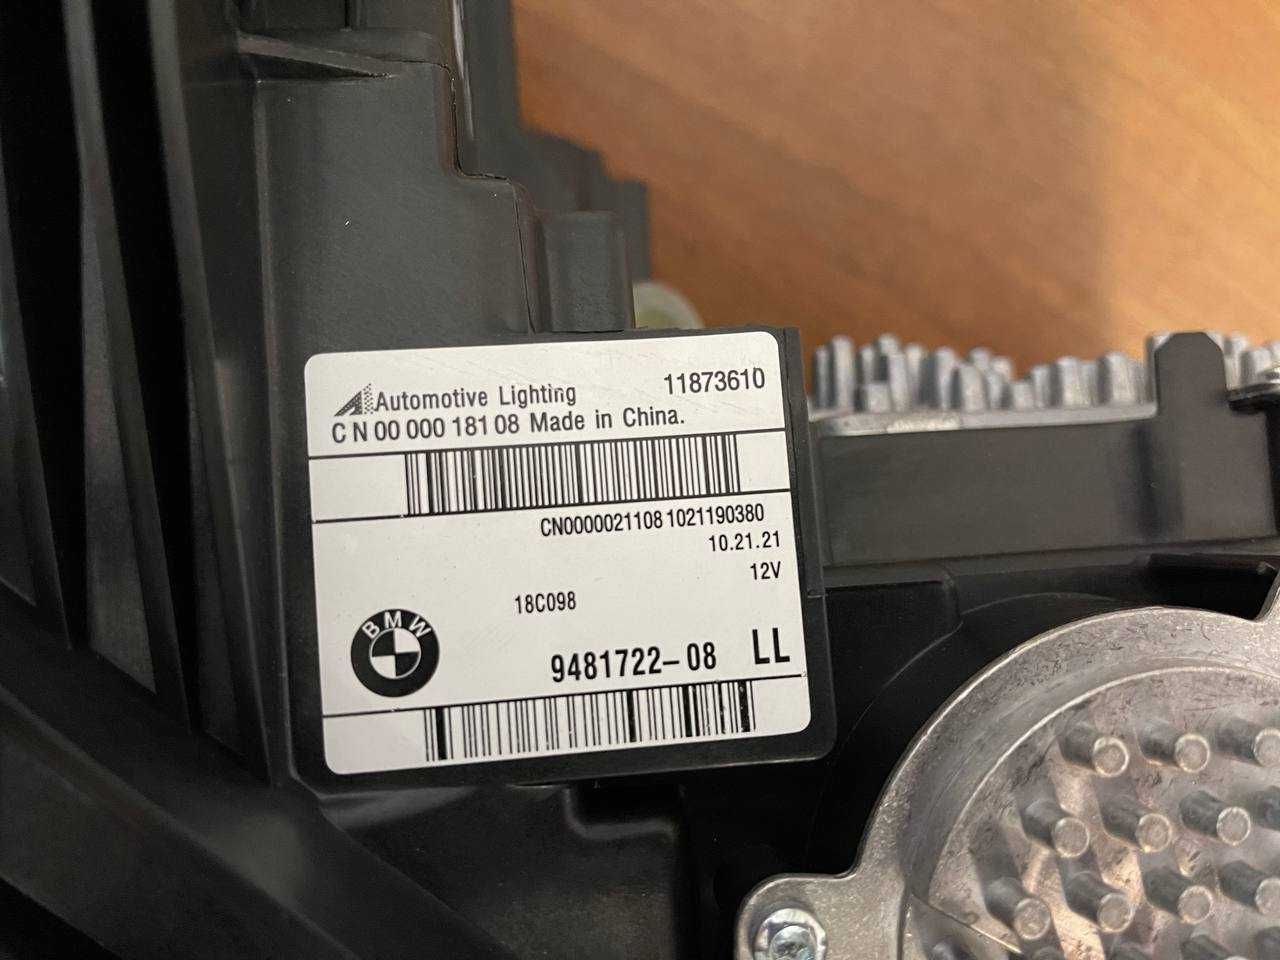 Automotive Lighting 11873610
CN 00 000 181 08 Made in China.
CN0000021108 1021190380
10.21.21
12V
18C098
BMW
9481722-08 LL